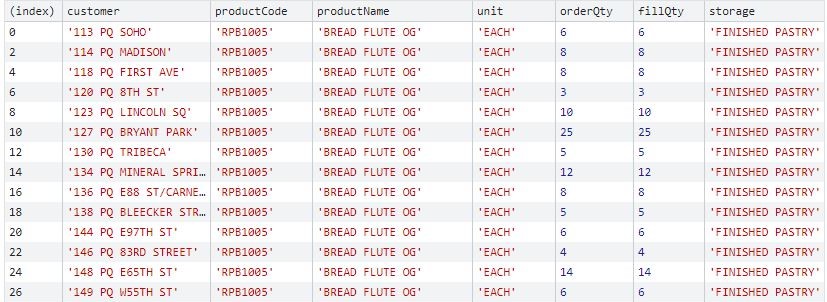 (index) customer productCode productName unit orderQty fillQty storage
0 '113 PQ SOHO' 'RPB1005' 'BREAD FLUTE OG' 'EACH' 6 6 'FINISHED PASTRY'
2 '114 PQ MADISON' 'RPB1005' 'BREAD FLUTE OG' 'EACH' 8 8 'FINISHED PASTRY'
4 '118 PQ FIRST AVE' 'RPB1005' 'BREAD FLUTE OG' 'EACH' 8 8 'FINISHED PASTRY'
6 '120 PQ 8TH ST' 'RPB1005' 'BREAD FLUTE OG' 'EACH' 3 3 'FINISHED PASTRY'
8 '123 PQ LINCOLN SQ' 'RPB1005' 'BREAD FLUTE OG' 'EACH' 10 10 'FINISHED PASTRY'
10 '127 PQ BRYANT PARK' 'RPB1005' 'BREAD FLUTE OG' 'EACH' 25 25 'FINISHED PASTRY'
12 '130 PQ TRIBECA' 'RPB1005' 'BREAD FLUTE OG' 'EACH' 5 5 'FINISHED PASTRY'
14 '134 PQ MINERAL SPRI… 'RPB1005' 'BREAD FLUTE OG' 'EACH' 12 12 'FINISHED PASTRY'
16 '136 PQ E88 ST/CARNE… 'RPB1005' 'BREAD FLUTE OG' 'EACH' 8 8 'FINISHED PASTRY'
18 '138 PQ BLEECKER STR… 'RPB1005' 'BREAD FLUTE OG' 'EACH' 5 5 'FINISHED PASTRY'
20 '144 PQ E97TH ST' 'RPB1005' 'BREAD FLUTE OG' 'EACH' 6 6 'FINISHED PASTRY'
22 '146 PQ 83RD STREET' 'RPB1005' 'BREAD FLUTE OG' 'EACH' 4 4 'FINISHED PASTRY'
24 '148 PQ E65TH ST' 'RPB1005' 'BREAD FLUTE OG' 'EACH' 14 14 'FINISHED PASTRY'
26 '149 PQ W55TH ST' 'RPB1005' 'BREAD FLUTE OG' 'EACH' 6 6 'FINISHED PASTRY'